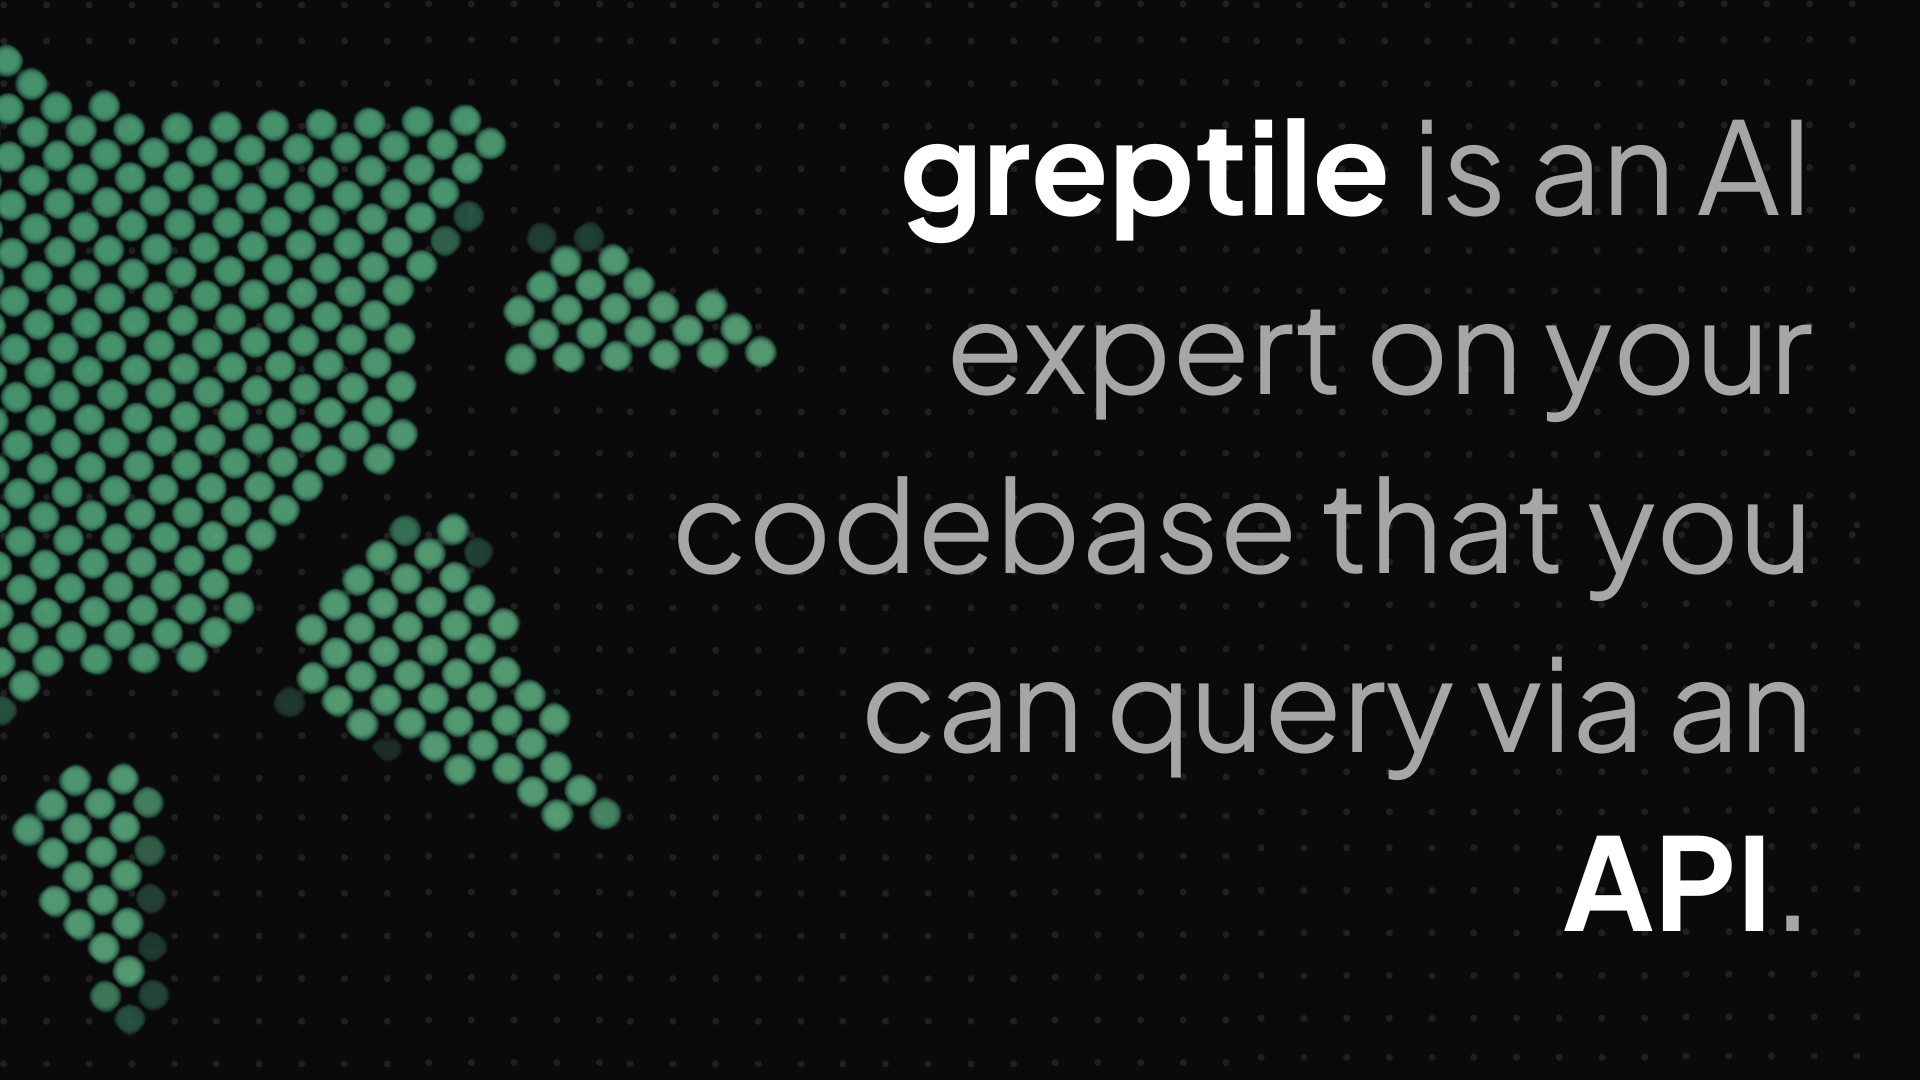 greptile is an AI
expert on your
codebase that you
can query via an
API.